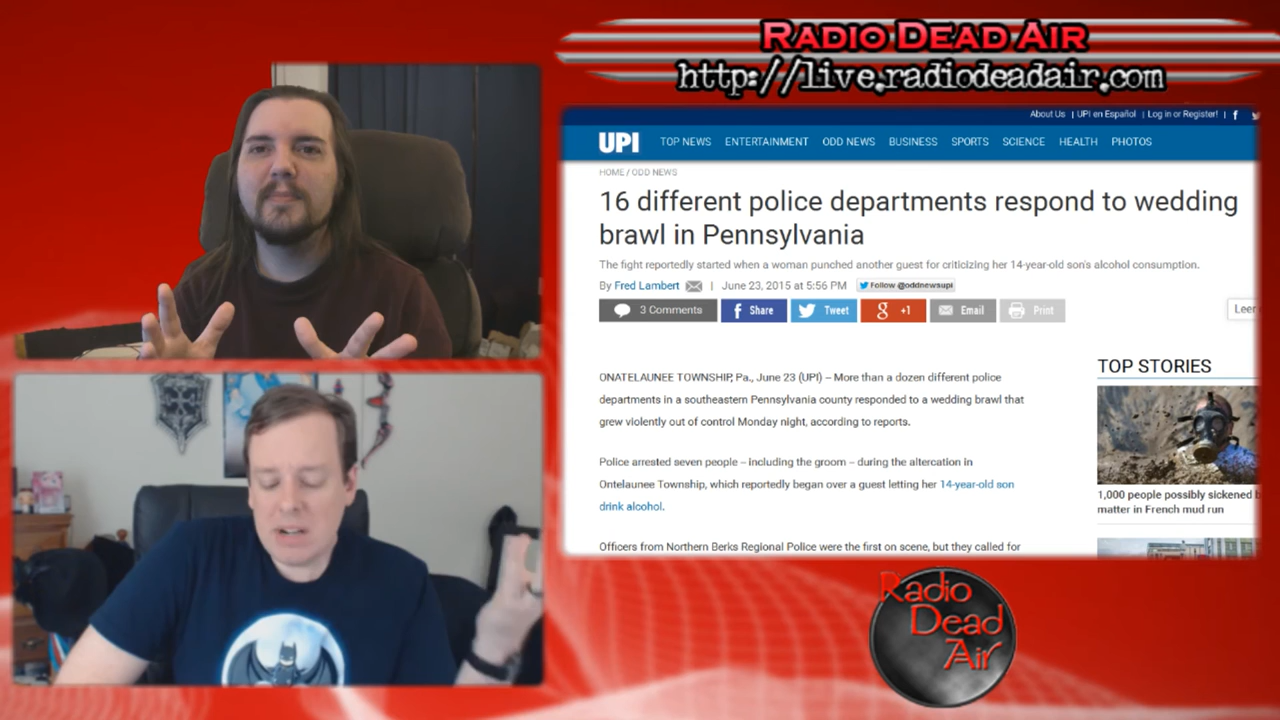 RADIO DEAD AIR
http://live.radiodeadair.com
About Us | UPI en Español | Log in or Register! |
UPI TOP NEWS ENTERTAINMENT ODD NEWS BUSINESS SPORTS SCIENCE HEALTH PHOTOS
HOME / ODD NEWS
16 different police departments respond to wedding
brawl in Pennsylvania
The fight reportedly started when a woman punched another guest for criticizing her 14-year-old son's alcohol consumption.
By Fred Lambert | June 23, 2015 at 5:56 PM Follow @oddnewsupi
3 Comments Share Tweet +1 Email Print
Leer
ONATELAUNEE TOWNSHIP, Pa., June 23 (UPI) – More than a dozen different police
departments in a southeastern Pennsylvania county responded to a wedding brawl that
grew violently out of control Monday night, according to reports.
Police arrested seven people – including the groom – during the altercation in
Ontelaunee Township, which reportedly began over a guest letting her 14-year-old son
drink alcohol.
Officers from Northern Berks Regional Police were the first on scene, but they called for
TOP STORIES
1,000 people possibly sickened b
matter in French mud run
Radio
Dead
Air